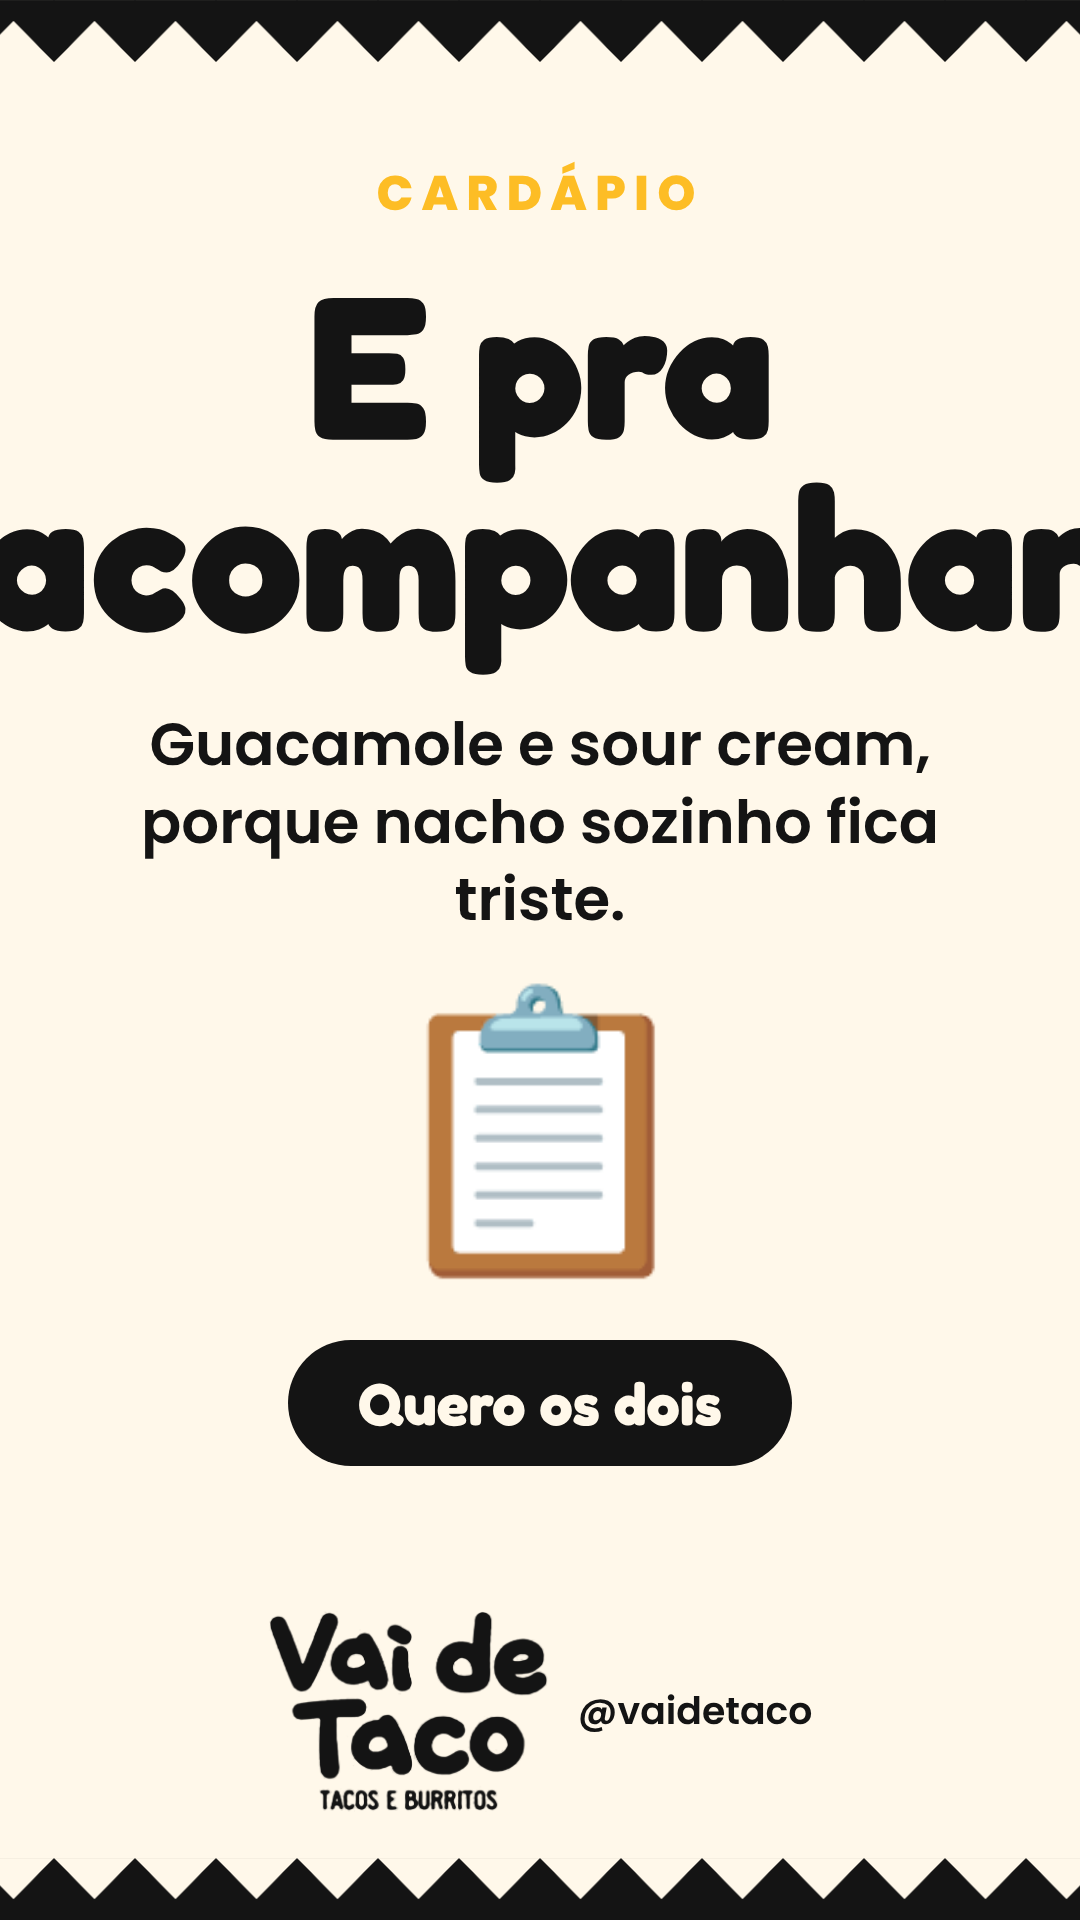 CARDÁPIO
E pra
acompanhar
Guacamole e sour cream,
porque nacho sozinho fica
triste.
Quero os dois
Vai de
Taco
TACOS E BURRITOS
@vaidetaco